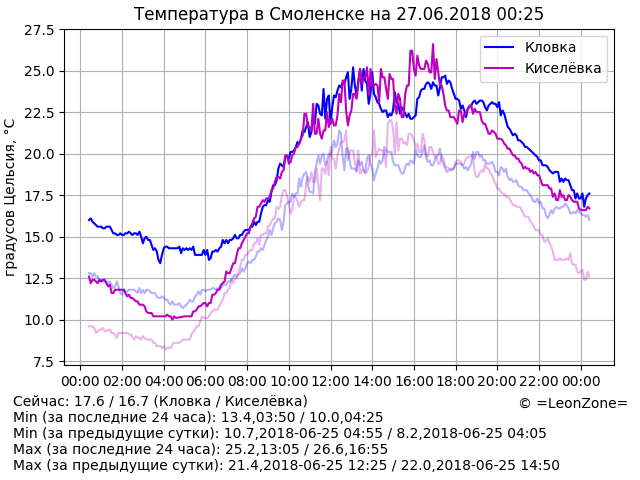 Температура в Смоленске на 27.06.2018 00:25
27.5
25.0
22.5
20.0
17.5
15.0
12.5
10.0
7.5
градусов Цельсия, °C
Кловка
Киселёвка
00:00 02:00 04:00 06:00 08:00 10:00 12:00 14:00 16:00 18:00 20:00 22:00 00:00
Сейчас: 17.6 / 16.7 (Кловка / Киселёвка)
© =LeonZone=
Min (за последние 24 часа): 13.4,03:50 / 10.0,04:25
Min (за предыдущие сутки): 10.7,2018-06-25 04:55 / 8.2,2018-06-25 04:05
Max (за последние 24 часа): 25.2,13:05 / 26.6,16:55
Max (за предыдущие сутки): 21.4,2018-06-25 12:25 / 22.0,2018-06-25 14:50